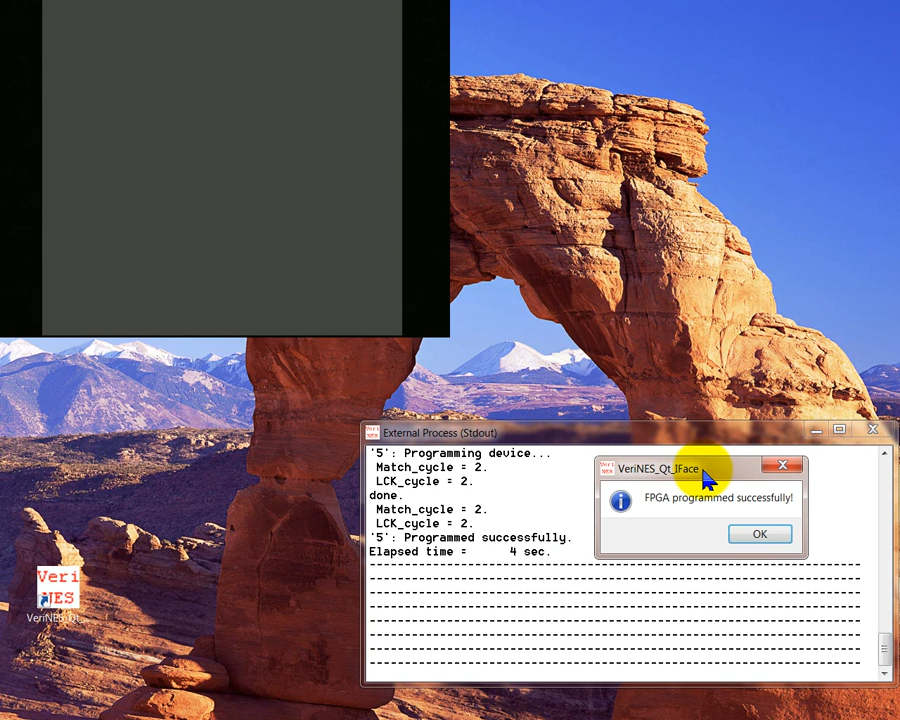 External Process (Stdout)
'5': Programming device...
Match_cycle = 2.
LCK_cycle = 2.
done.
Match_cycle = 2.
LCK_cycle = 2.
'5': Programmed successfully.
Elapsed time =      4 sec.
--------------------------------------------------------------
--------------------------------------------------------------
--------------------------------------------------------------
--------------------------------------------------------------
--------------------------------------------------------------
--------------------------------------------------------------
--------------------------------------------------------------
--------------------------------------------------------------
VeriNES_Qt_IFace
FPGA programmed successfully!
OK
Veri
NES
VeriNES_Qt_